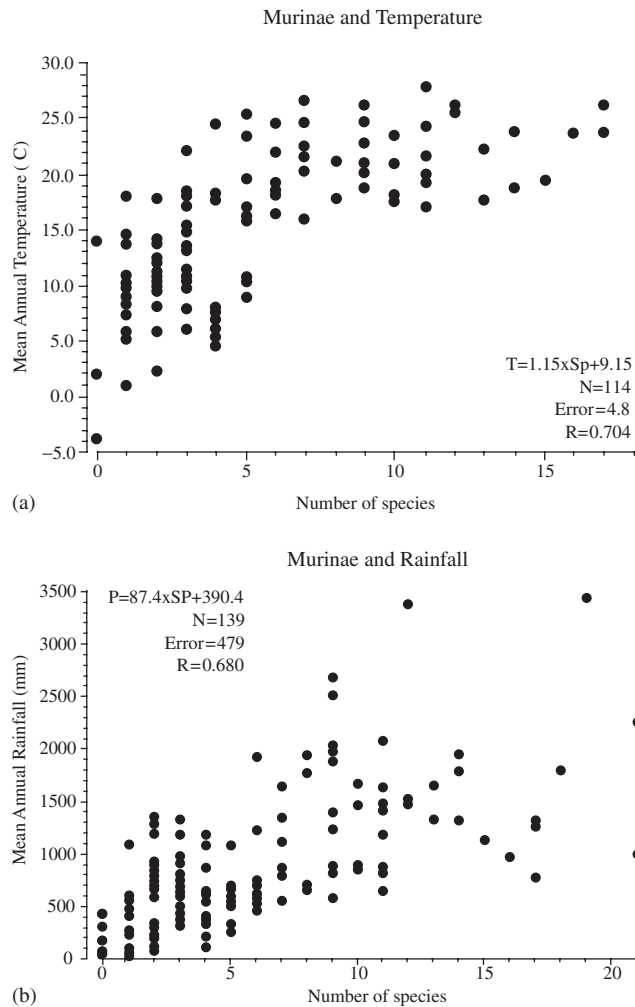 Murinae and Temperature
30.0
25.0
20.0
15.0
10.0
5.0
0.0
−5.0
Mean Annual Temperature ( C)
T=1.15xSp+9.15
N=114
Error=4.8
R=0.704
0 5 10 15
Number of species
(a)
Murinae and Rainfall
P=87.4xSP+390.4
N=139
Error=479
R=0.680
3500
3000
2500
2000
1500
1000
500
0
Mean Annual Rainfall (mm)
0 5 10 15 20
Number of species
(b)